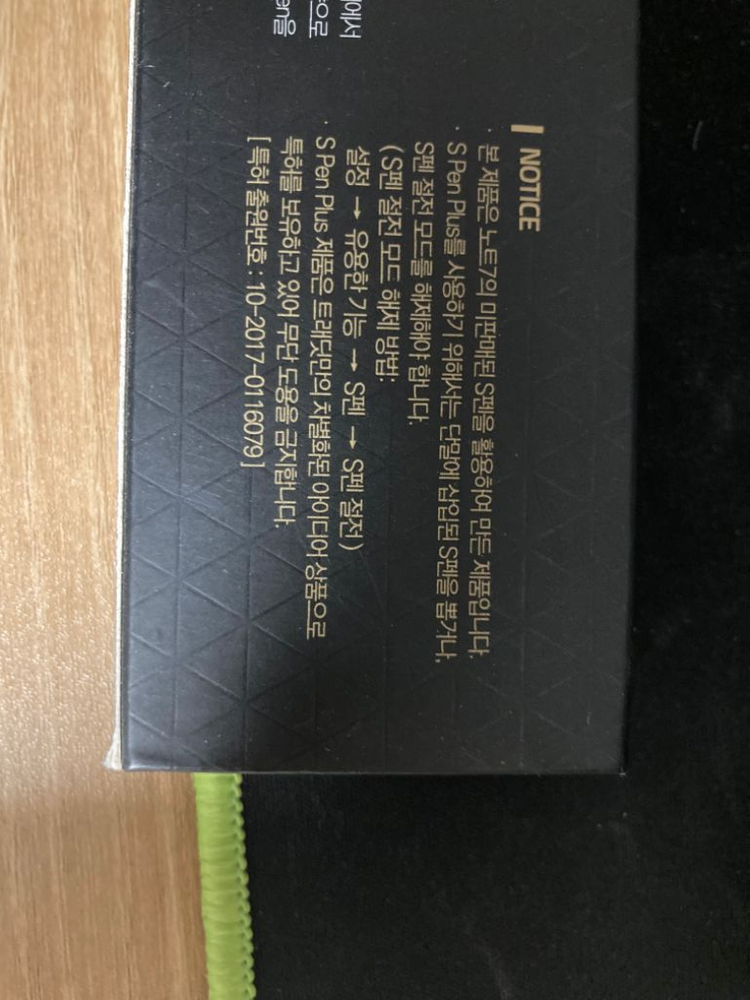 NOTICE
본 제품은 노트7의 미판매된 S펜을 활용하여 만든 제품입니다.
S Pen Plus를 사용하기 위해서는 단말에 삽입된 S펜을 뽑거나,
S펜 절전 모드를 해제해야 합니다.
( S펜 절전 모드 해제 방법:
설정 → 유용한 기능 → S펜 → S펜 절전 )
S Pen Plus 제품은 트래닛만의 차별화된 아이디어 상품으로
특허를 보유하고 있어 무단 도용을 금지합니다.
[ 특허 출원번호 : 10-2017-0116079 ]